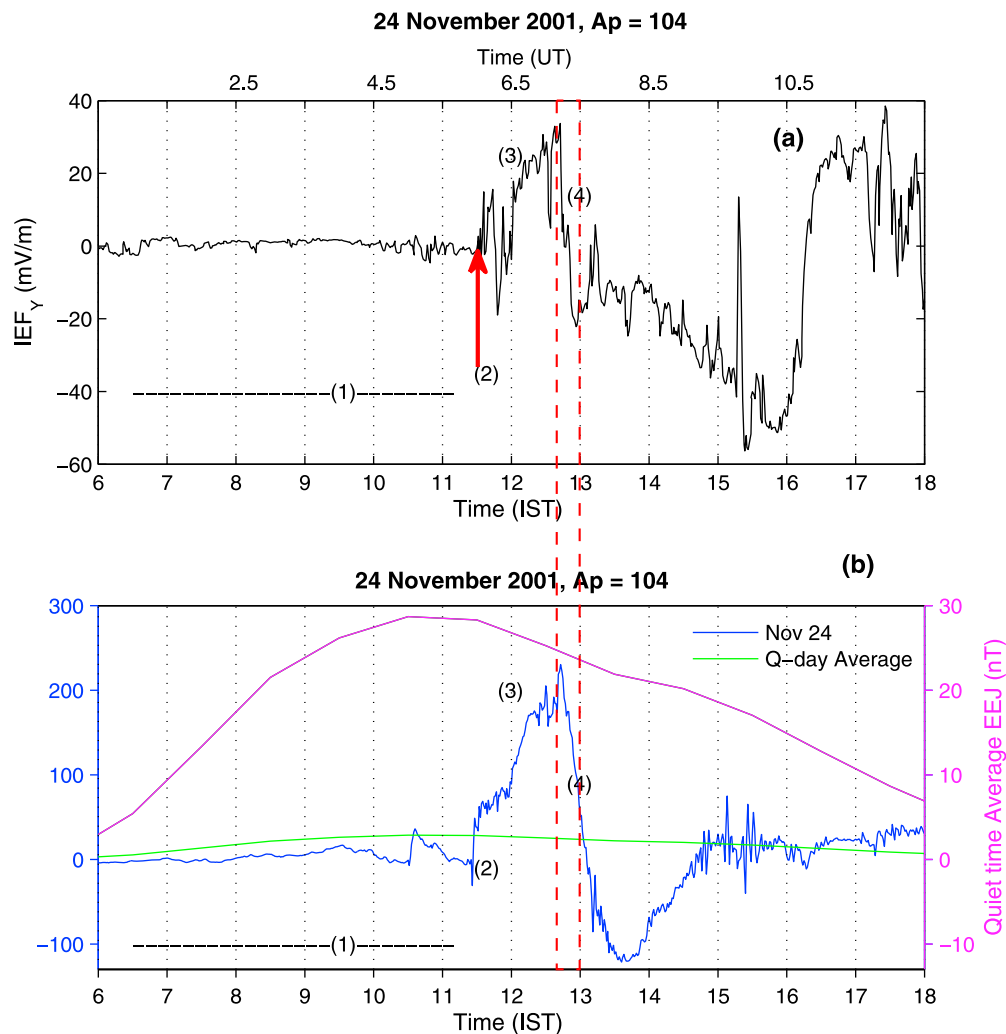 24 November 2001, Ap = 104
Time (UT)
2.5 4.5 6.5 8.5 10.5
40
20
0
−20
−40
−60
IEF_Y (mV/m)
(a)
(3)
(4)
(2)
(1)
6 7 8 9 10 11 12 13 14 15 16 17 18
Time (IST)
(b)
24 November 2001, Ap = 104
300
200
100
0
−100
30
20
10
0
−10
Quiet time Average EEJ (nT)
Nov 24
Q−day Average
(3)
(4)
(2)
(1)
6 7 8 9 10 11 12 13 14 15 16 17 18
Time (IST)